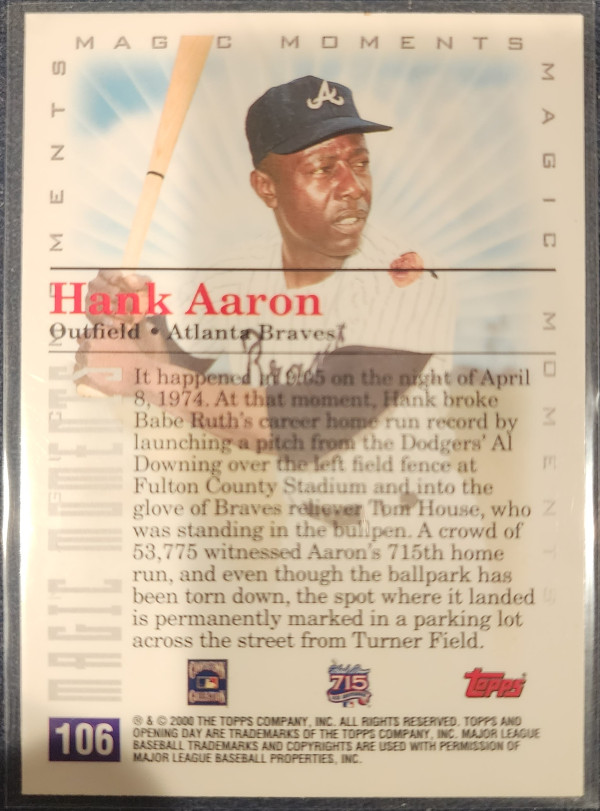 MAGIC MOMENTS
MAGIC MOMENTS
MOMENTS
Hank Aaron
Outfield • Atlanta Braves
It happened at 9:05 on the night of April
8, 1974. At that moment, Hank broke
Babe Ruth's career home run record by
launching a pitch from the Dodgers' Al
Downing over the left field fence at
Fulton County Stadium and into the
glove of Braves reliever Tom House, who
was standing in the bullpen. A crowd of
53,775 witnessed Aaron's 715th home
run, and even though the ballpark has
been torn down, the spot where it landed
is permanently marked in a parking lot
across the street from Turner Field.
MAGIC MOMENTS
715
topps
106
® & © 2000 THE TOPPS COMPANY, INC. ALL RIGHTS RESERVED. TOPPS AND
OPENING DAY ARE TRADEMARKS OF THE TOPPS COMPANY, INC. MAJOR LEAGUE
BASEBALL TRADEMARKS AND COPYRIGHTS ARE USED WITH PERMISSION OF
MAJOR LEAGUE BASEBALL PROPERTIES, INC.